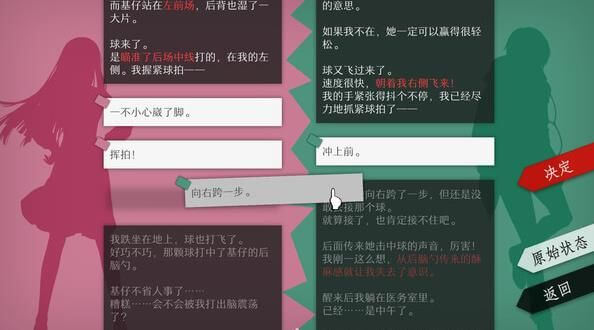 而基仔站在左前场，后背也湿了一
大片。
球来了。
是瞄准了后场中线打的，在我的左
侧。我握紧球拍——
一不小心崴了脚。
挥拍！
我跌坐在地上，球也打飞了。
好巧不巧，那颗球打中了基仔的后
脑勺。
基仔不省人事了……
糟糕……会不会被我打出脑震荡
了？
的意思。
如果我不在，她一定可以赢得很轻
松。
球又飞过来了。
速度很快，朝着我右侧飞来！
我的手紧张得抖个不停，我已经尽
力地抓紧球拍了——
冲上前。
向右跨一步。
向右跨了一步，但还是没
接那个球。
就算接了，也肯定接不住吧。
后面传来她击中球的声音，厉害！
我刚一这么想，从后脑勺传来的酥
麻感就让我失去了意识。
醒来后我躺在医务室里。
已经……是中午了。
决定
原始状态
返回